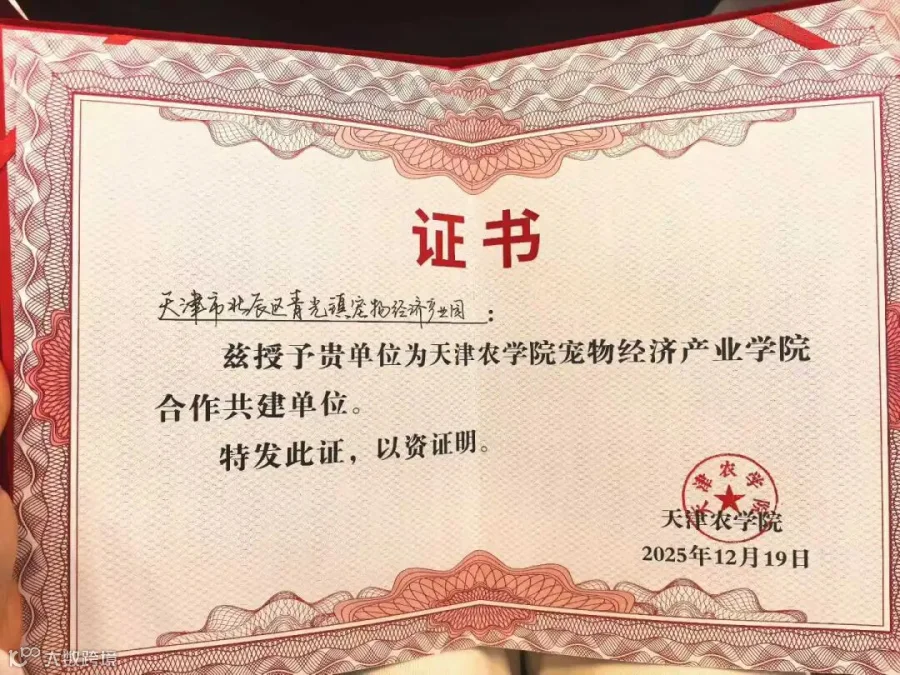 证书
天津市北辰区青光镇宠物经济产业园：
兹授予贵单位为天津农学院宠物经济产业学院
合作共建单位。
特发此证，以资证明。
天津农学院
天津农学院
2025年12月19日
大数跨境